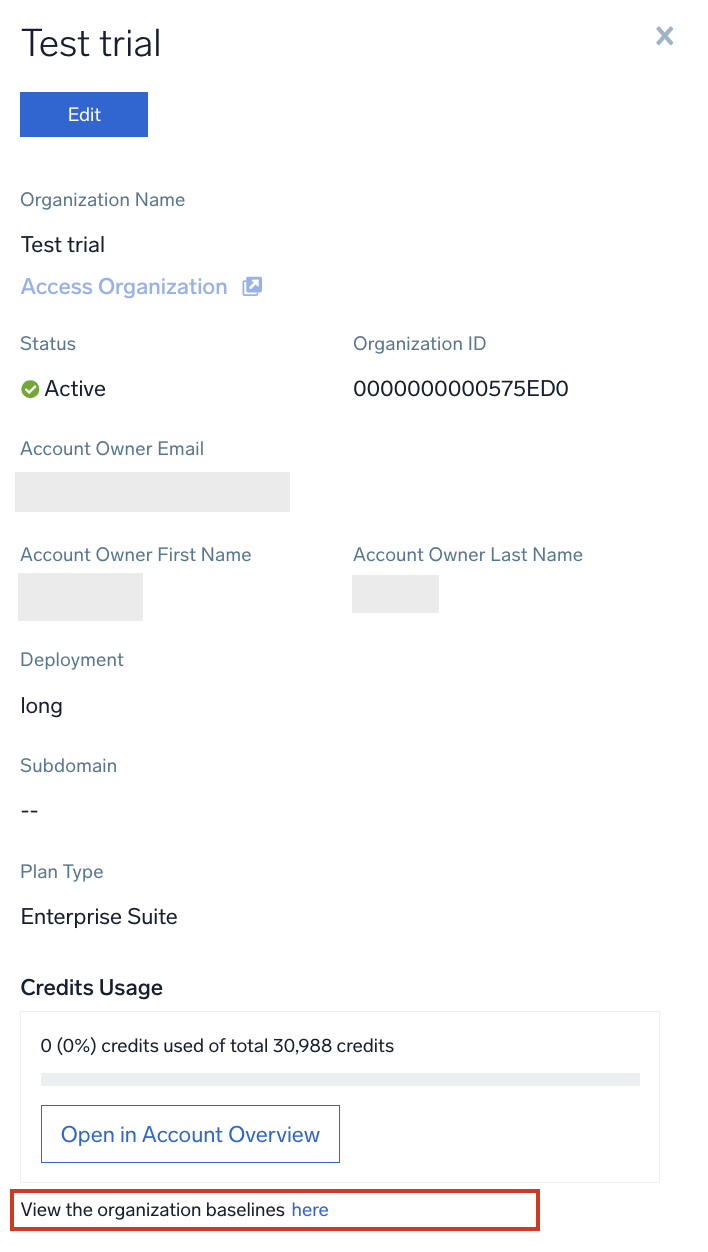 Test trial
Edit
Organization Name
Test trial
Access Organization
Status
Organization ID
Active
0000000000575ED0
Account Owner Email
Account Owner First Name
Account Owner Last Name
Deployment
long
Subdomain
--
Plan Type
Enterprise Suite
Credits Usage
0 (0%) credits used of total 30,988 credits
Open in Account Overview
View the organization baselines here